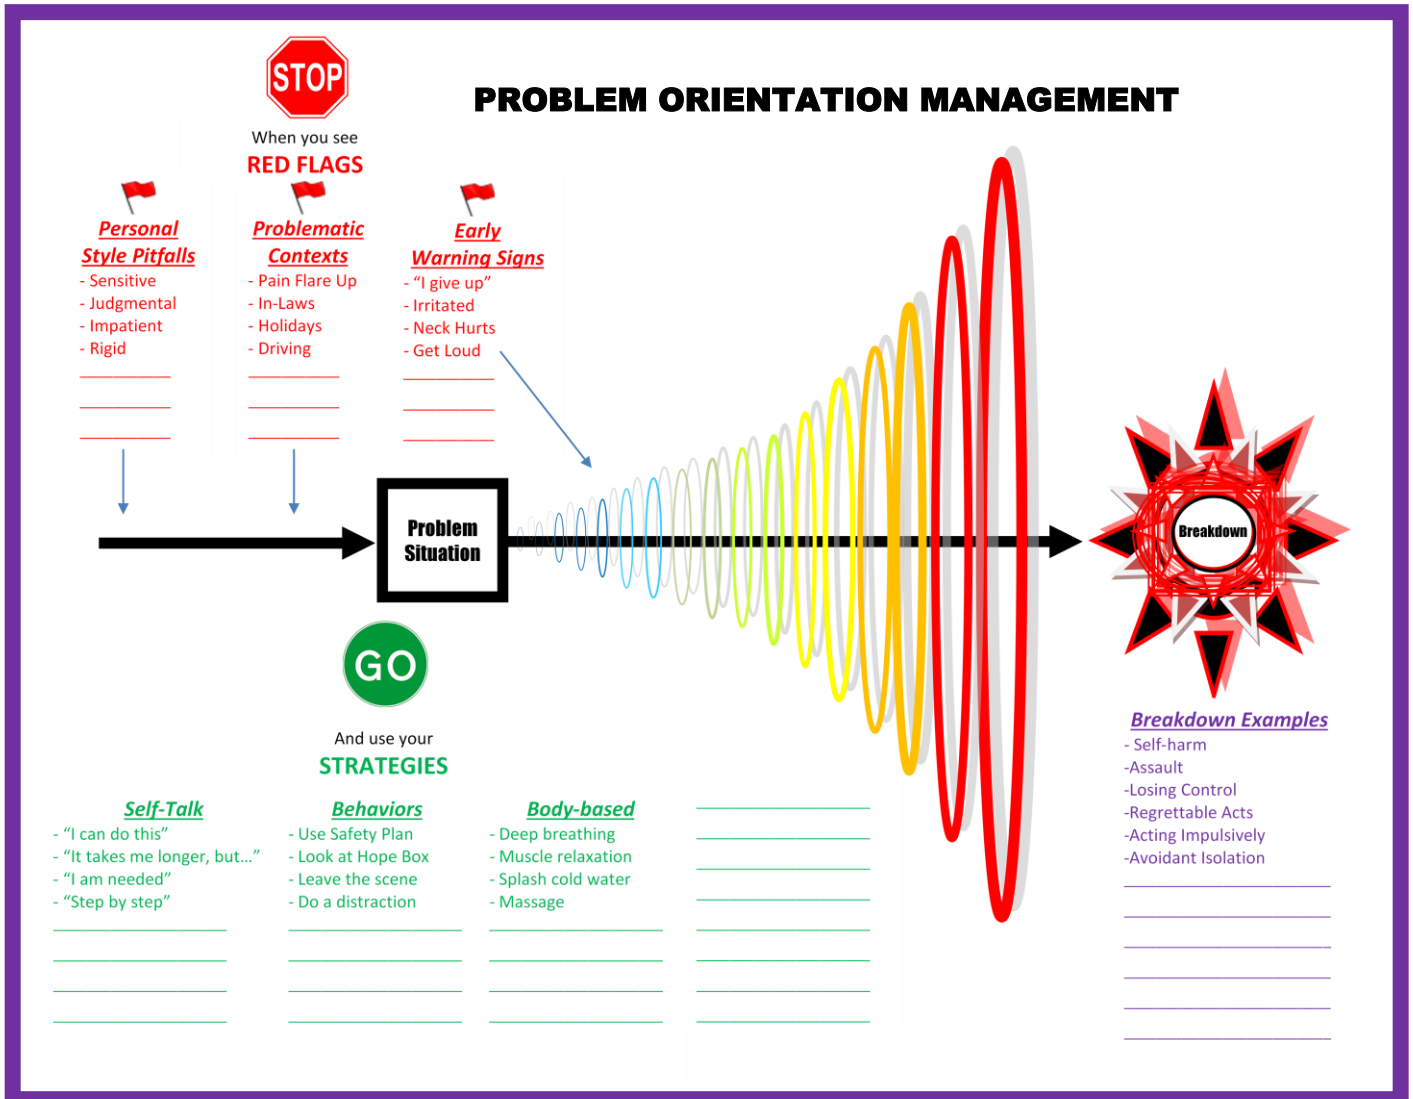 STOP
PROBLEM ORIENTATION MANAGEMENT
When you see
RED FLAGS
Personal
Style Pitfalls
- Sensitive
- Judgmental
- Impatient
- Rigid
Problematic
Contexts
- Pain Flare Up
- In-Laws
- Holidays
- Driving
Early
Warning Signs
- “I give up”
- Irritated
- Neck Hurts
- Get Loud
Problem
Situation
Breakdown
GO
And use your
STRATEGIES
Self-Talk
- “I can do this”
- “It takes me longer, but…”
- “I am needed”
- “Step by step”
Behaviors
- Use Safety Plan
- Look at Hope Box
- Leave the scene
- Do a distraction
Body-based
- Deep breathing
- Muscle relaxation
- Splash cold water
- Massage
Breakdown Examples
- Self-harm
-Assault
-Losing Control
-Regrettable Acts
-Acting Impulsively
-Avoidant Isolation